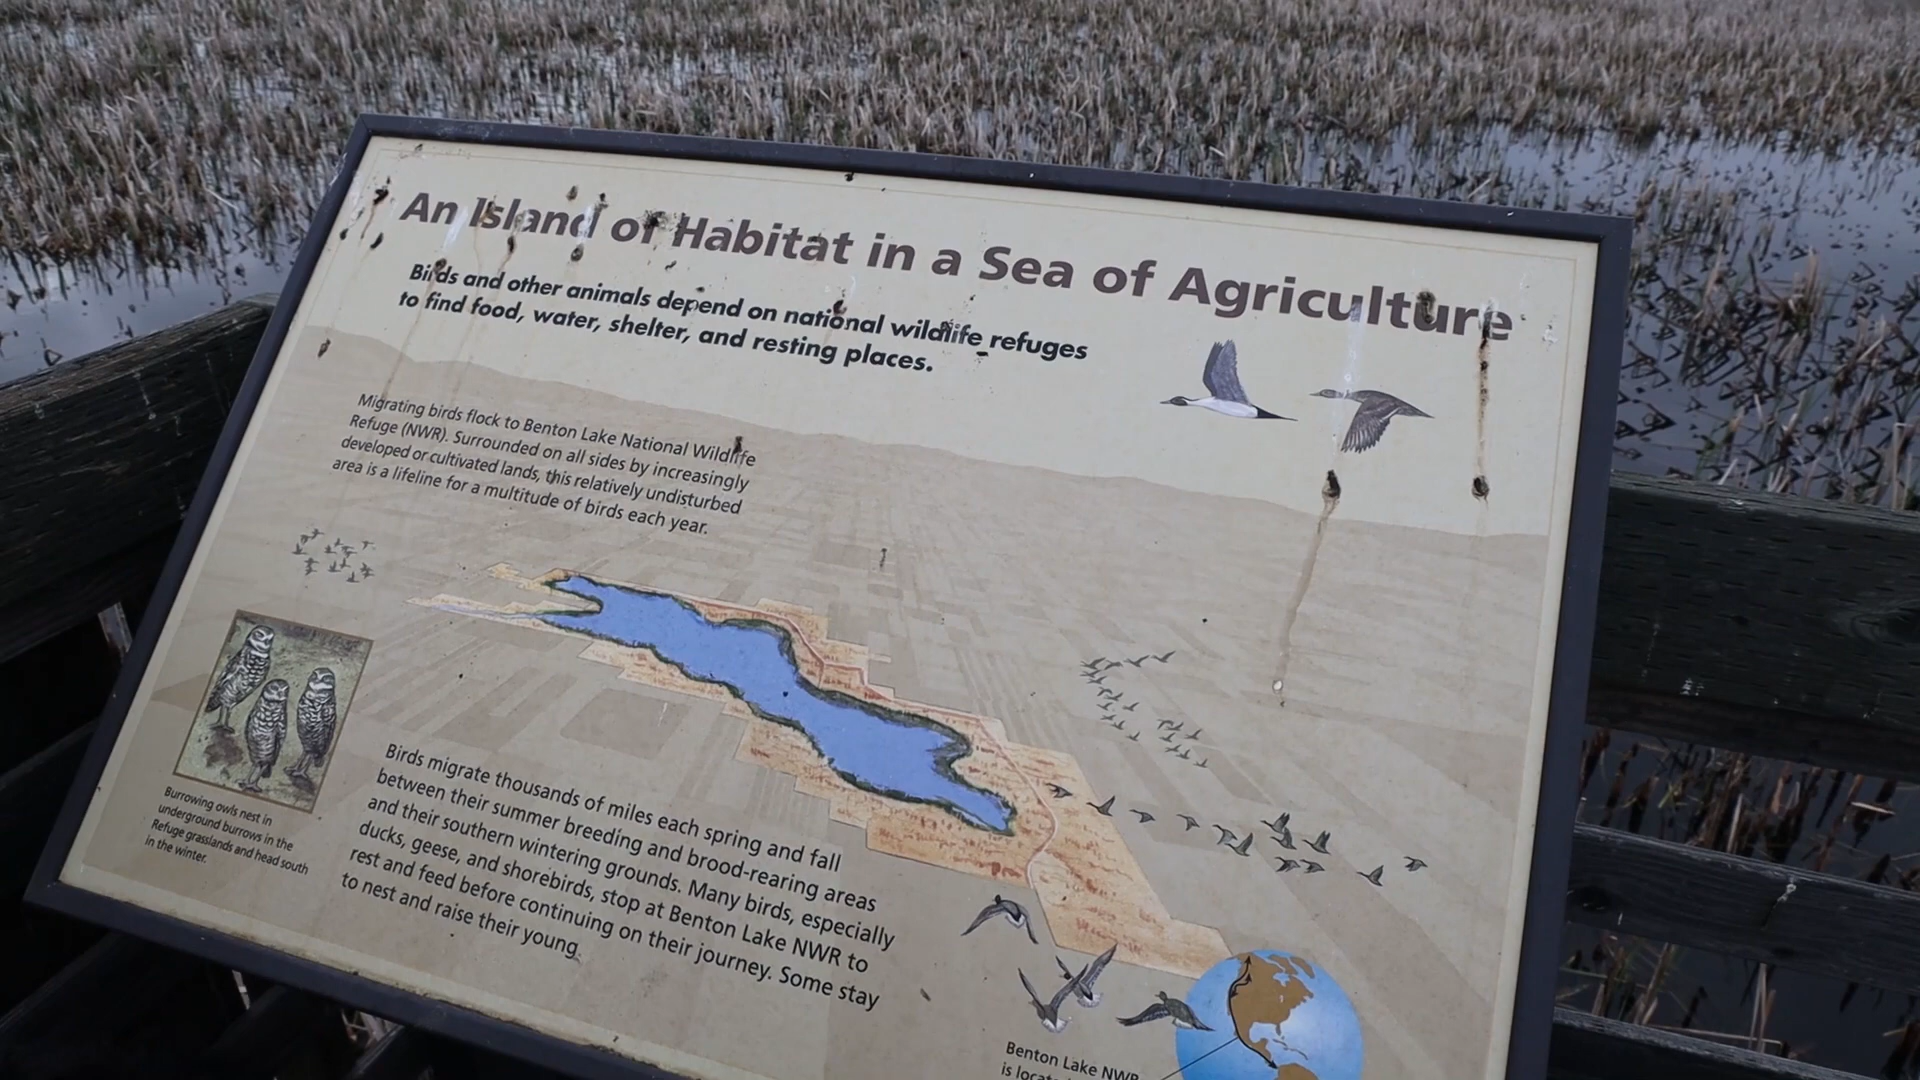 An Island of Habitat in a Sea of Agriculture
Birds and other animals depend on national wildlife refuges
to find food, water, shelter, and resting places.
Migrating birds flock to Benton Lake National Wildlife
Refuge (NWR). Surrounded on all sides by increasingly
developed or cultivated lands, this relatively undisturbed
area is a lifeline for a multitude of birds each year.
Burrowing owls nest in
underground burrows in the
Refuge grasslands and head south
in the winter.
Birds migrate thousands of miles each spring and fall
between their summer breeding and brood-rearing areas
and their southern wintering grounds. Many birds, especially
ducks, geese, and shorebirds, stop at Benton Lake NWR to
rest and feed before continuing on their journey. Some stay
to nest and raise their young.
Benton Lake NWR
is